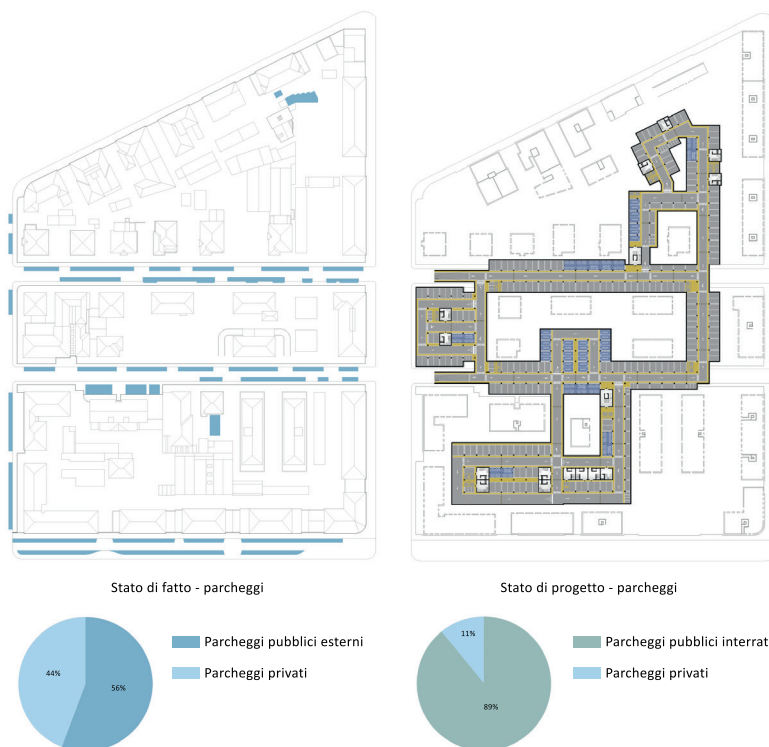 Stato di fatto - parcheggi
Stato di progetto - parcheggi
44%
56%
Parcheggi pubblici esterni
Parcheggi privati
11%
89%
Parcheggi pubblici interrat
Parcheggi privati